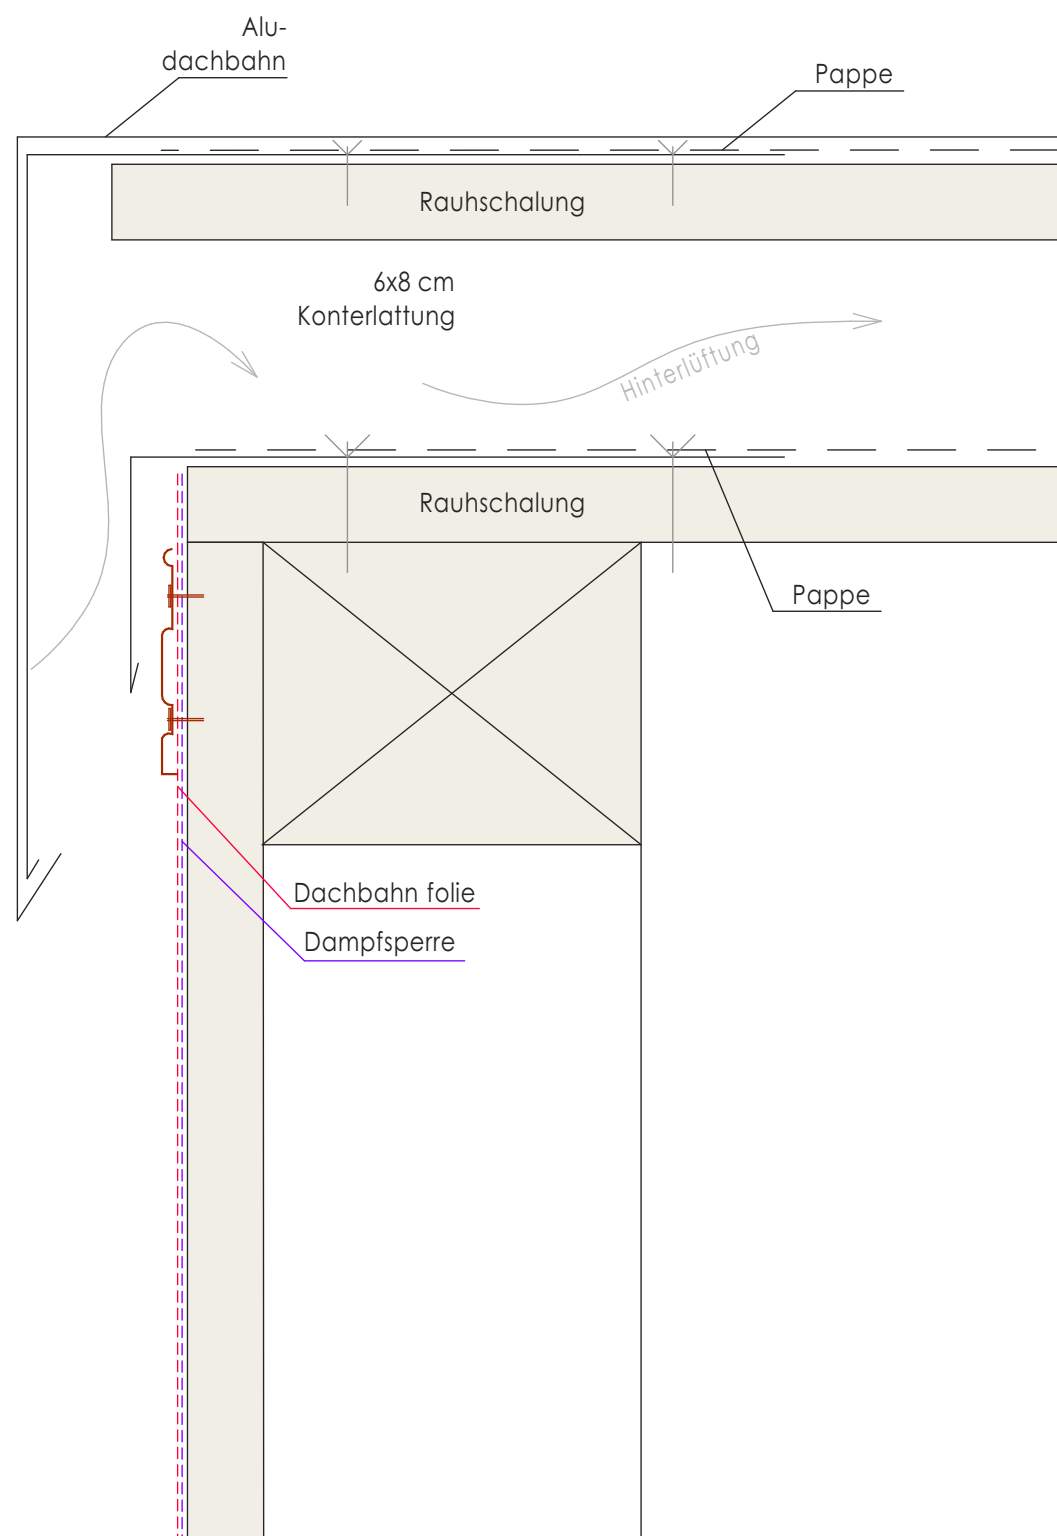 Alu-
dachbahn
Pappe
Rauhschalung
6x8 cm
Konterlattung
Hinterlüftung
Rauhschalung
Pappe
Dachbahn folie
Dampfsperre